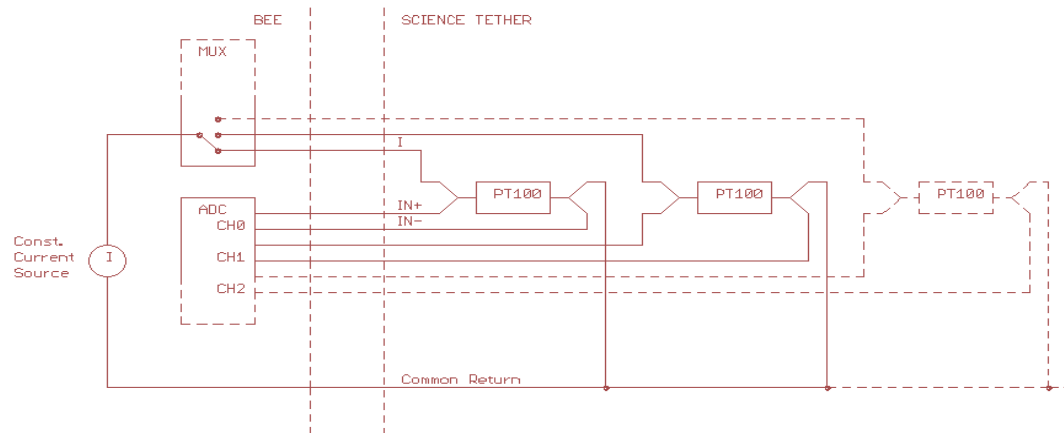 BEE
SCIENCE TETHER
MUX
I
PT100
PT100
PT100
ADC
IN+
CH0
IN-
Const.
Current
Source
I
CH1
CH2
Common Return